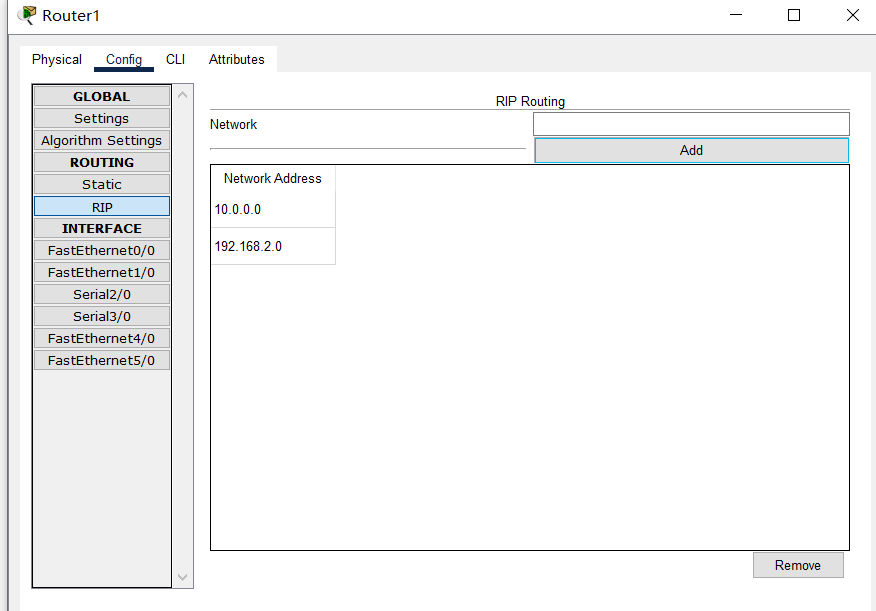 Router1
Physical Config CLI Attributes
GLOBAL
Settings
Algorithm Settings
ROUTING
Static
RIP
INTERFACE
FastEthernet0/0
FastEthernet1/0
Serial2/0
Serial3/0
FastEthernet4/0
FastEthernet5/0
RIP Routing
Network
Add
Network Address
10.0.0.0
192.168.2.0
Remove